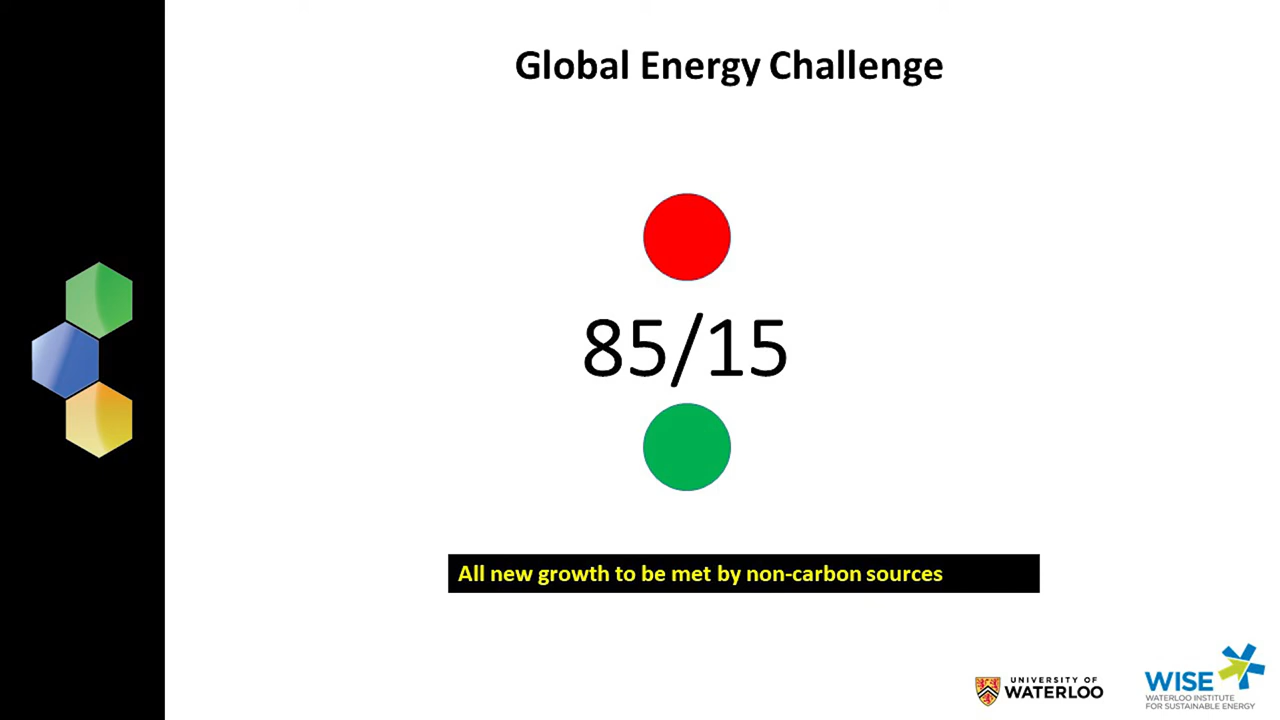 Global Energy Challenge
85/15
All new growth to be met by non-carbon sources
UNIVERSITY OF
WATERLOO
WISE
WATERLOO INSTITUTE
FOR SUSTAINABLE ENERGY